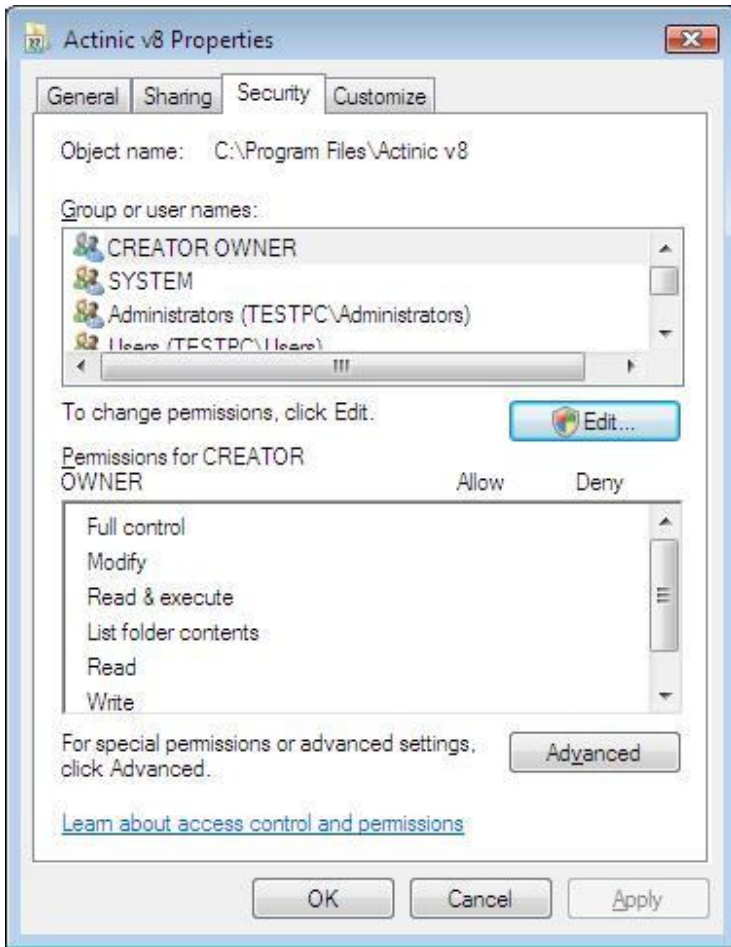 Actinic v8 Properties
General Sharing Security Customize
Object name: C:\Program Files\Actinic v8
Group or user names:
CREATOR OWNER
SYSTEM
Administrators (TESTPC\Administrators)
Users (TESTPC\Users)
To change permissions, click Edit.
Edit...
Permissions for CREATOR
OWNER Allow Deny
Full control
Modify
Read & execute
List folder contents
Read
Write
For special permissions or advanced settings,
click Advanced.
Advanced
Learn about access control and permissions
OK Cancel Apply